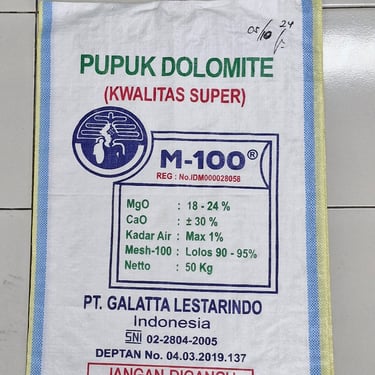 05/10 24
PUPUK DOLOMITE
(KWALITAS SUPER)
M-100®
REG : No.IDM000028058
MgO : 18 - 24 %
CaO : ± 30 %
Kadar Air : Max 1%
Mesh-100 : Lolos 90 - 95%
Netto : 50 Kg
PT. GALATTA LESTARINDO
Indonesia
SNI 02-2804-2005
DEPTAN No. 04.03.2019.137
JANGAN DIGANCU